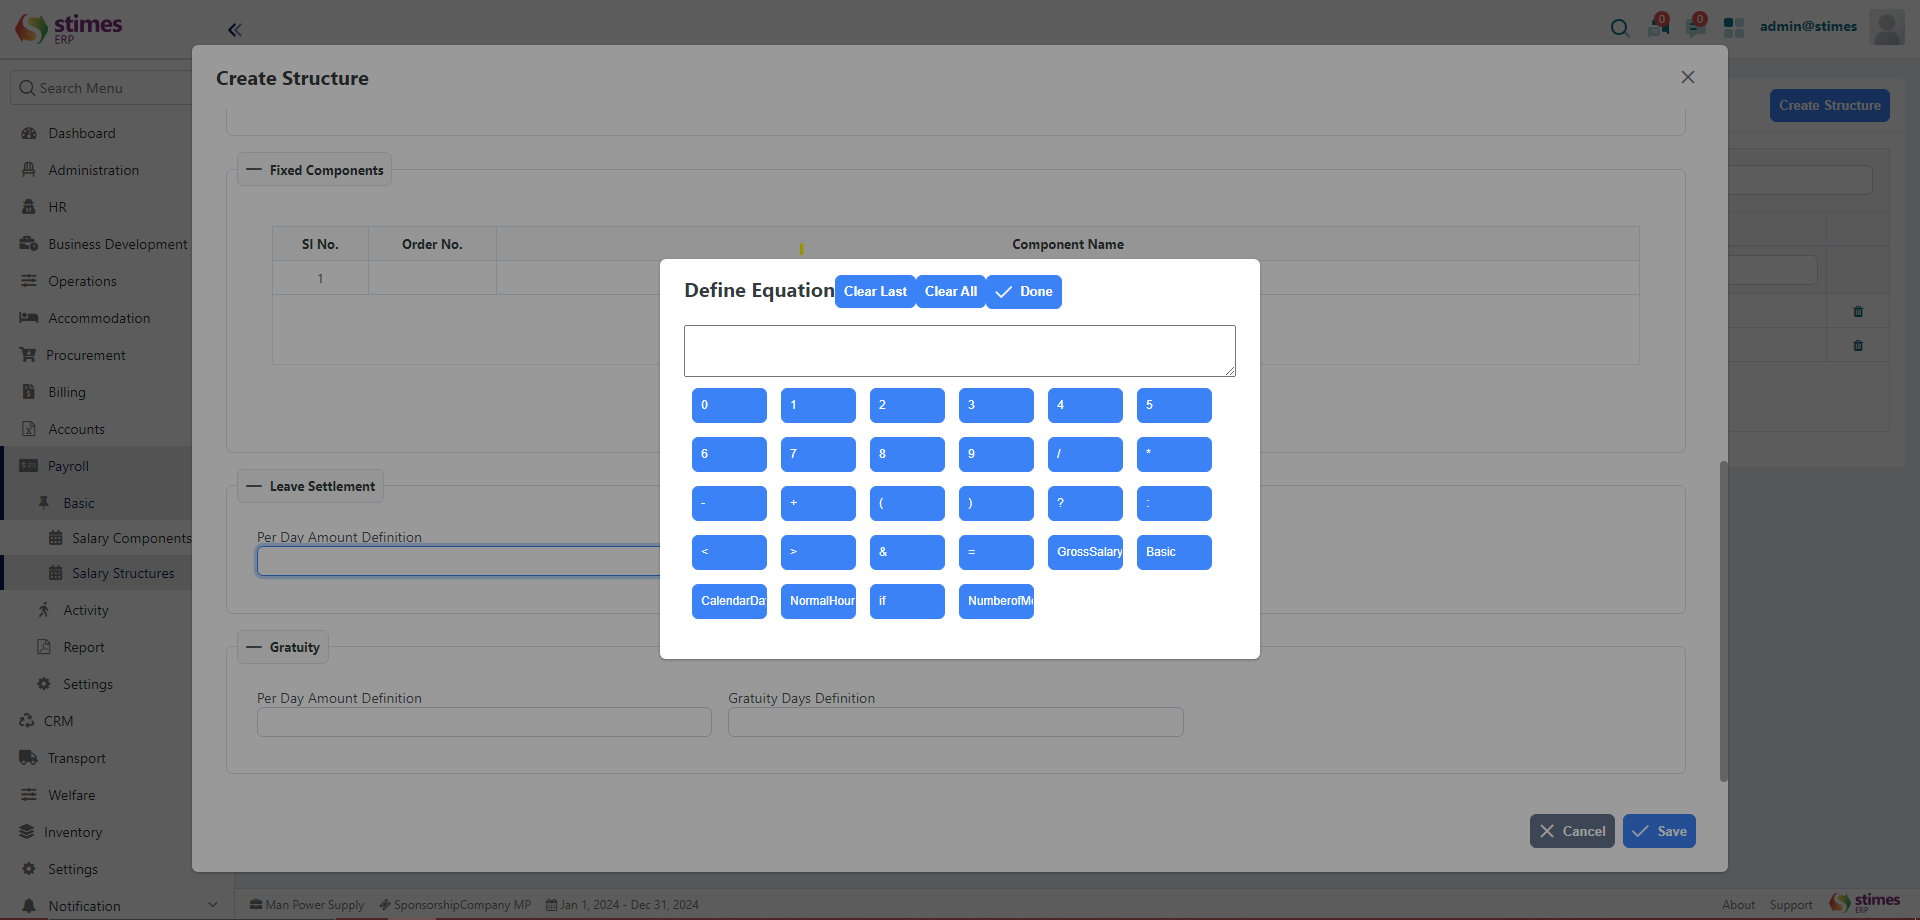 stimes
ERP
0
0
admin@stimes
Search Menu
Create Structure
Create Structure
Dashboard
Administration
HR
Business Development
Operations
Accommodation
Procurement
Billing
Accounts
Payroll
Basic
Salary Components
Salary Structures
Activity
Report
Settings
CRM
Transport
Welfare
Inventory
Settings
Notification
Fixed Components
Sl No. Order No. Component Name
1
Define Equation Clear Last Clear All Done
0 1 2 3 4 5
6 7 8 9 / *
- + ( ) ? :
< > & = GrossSalary Basic
CalendarDa NormalHour if NumberofM
Leave Settlement
Per Day Amount Definition
Gratuity
Per Day Amount Definition Gratuity Days Definition
Cancel Save
Man Power Supply SponsorshipCompany MP Jan 1, 2024 - Dec 31, 2024
About Support stimes
ERP